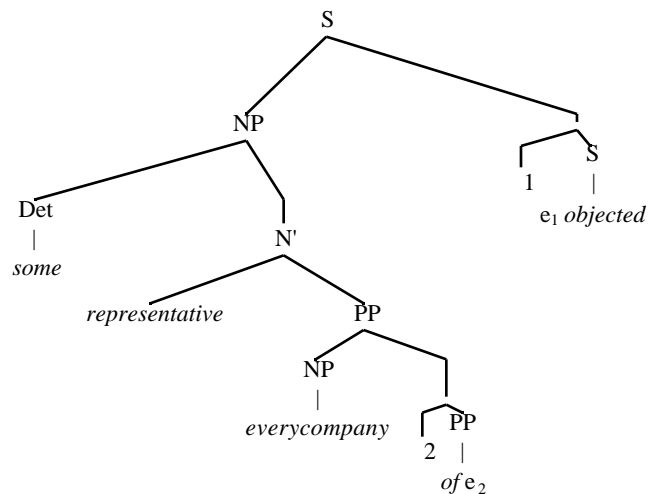 S
NP
1 S
e₁ objected
Det
some
N'
representative PP
NP
everycompany
2 PP
of e₂